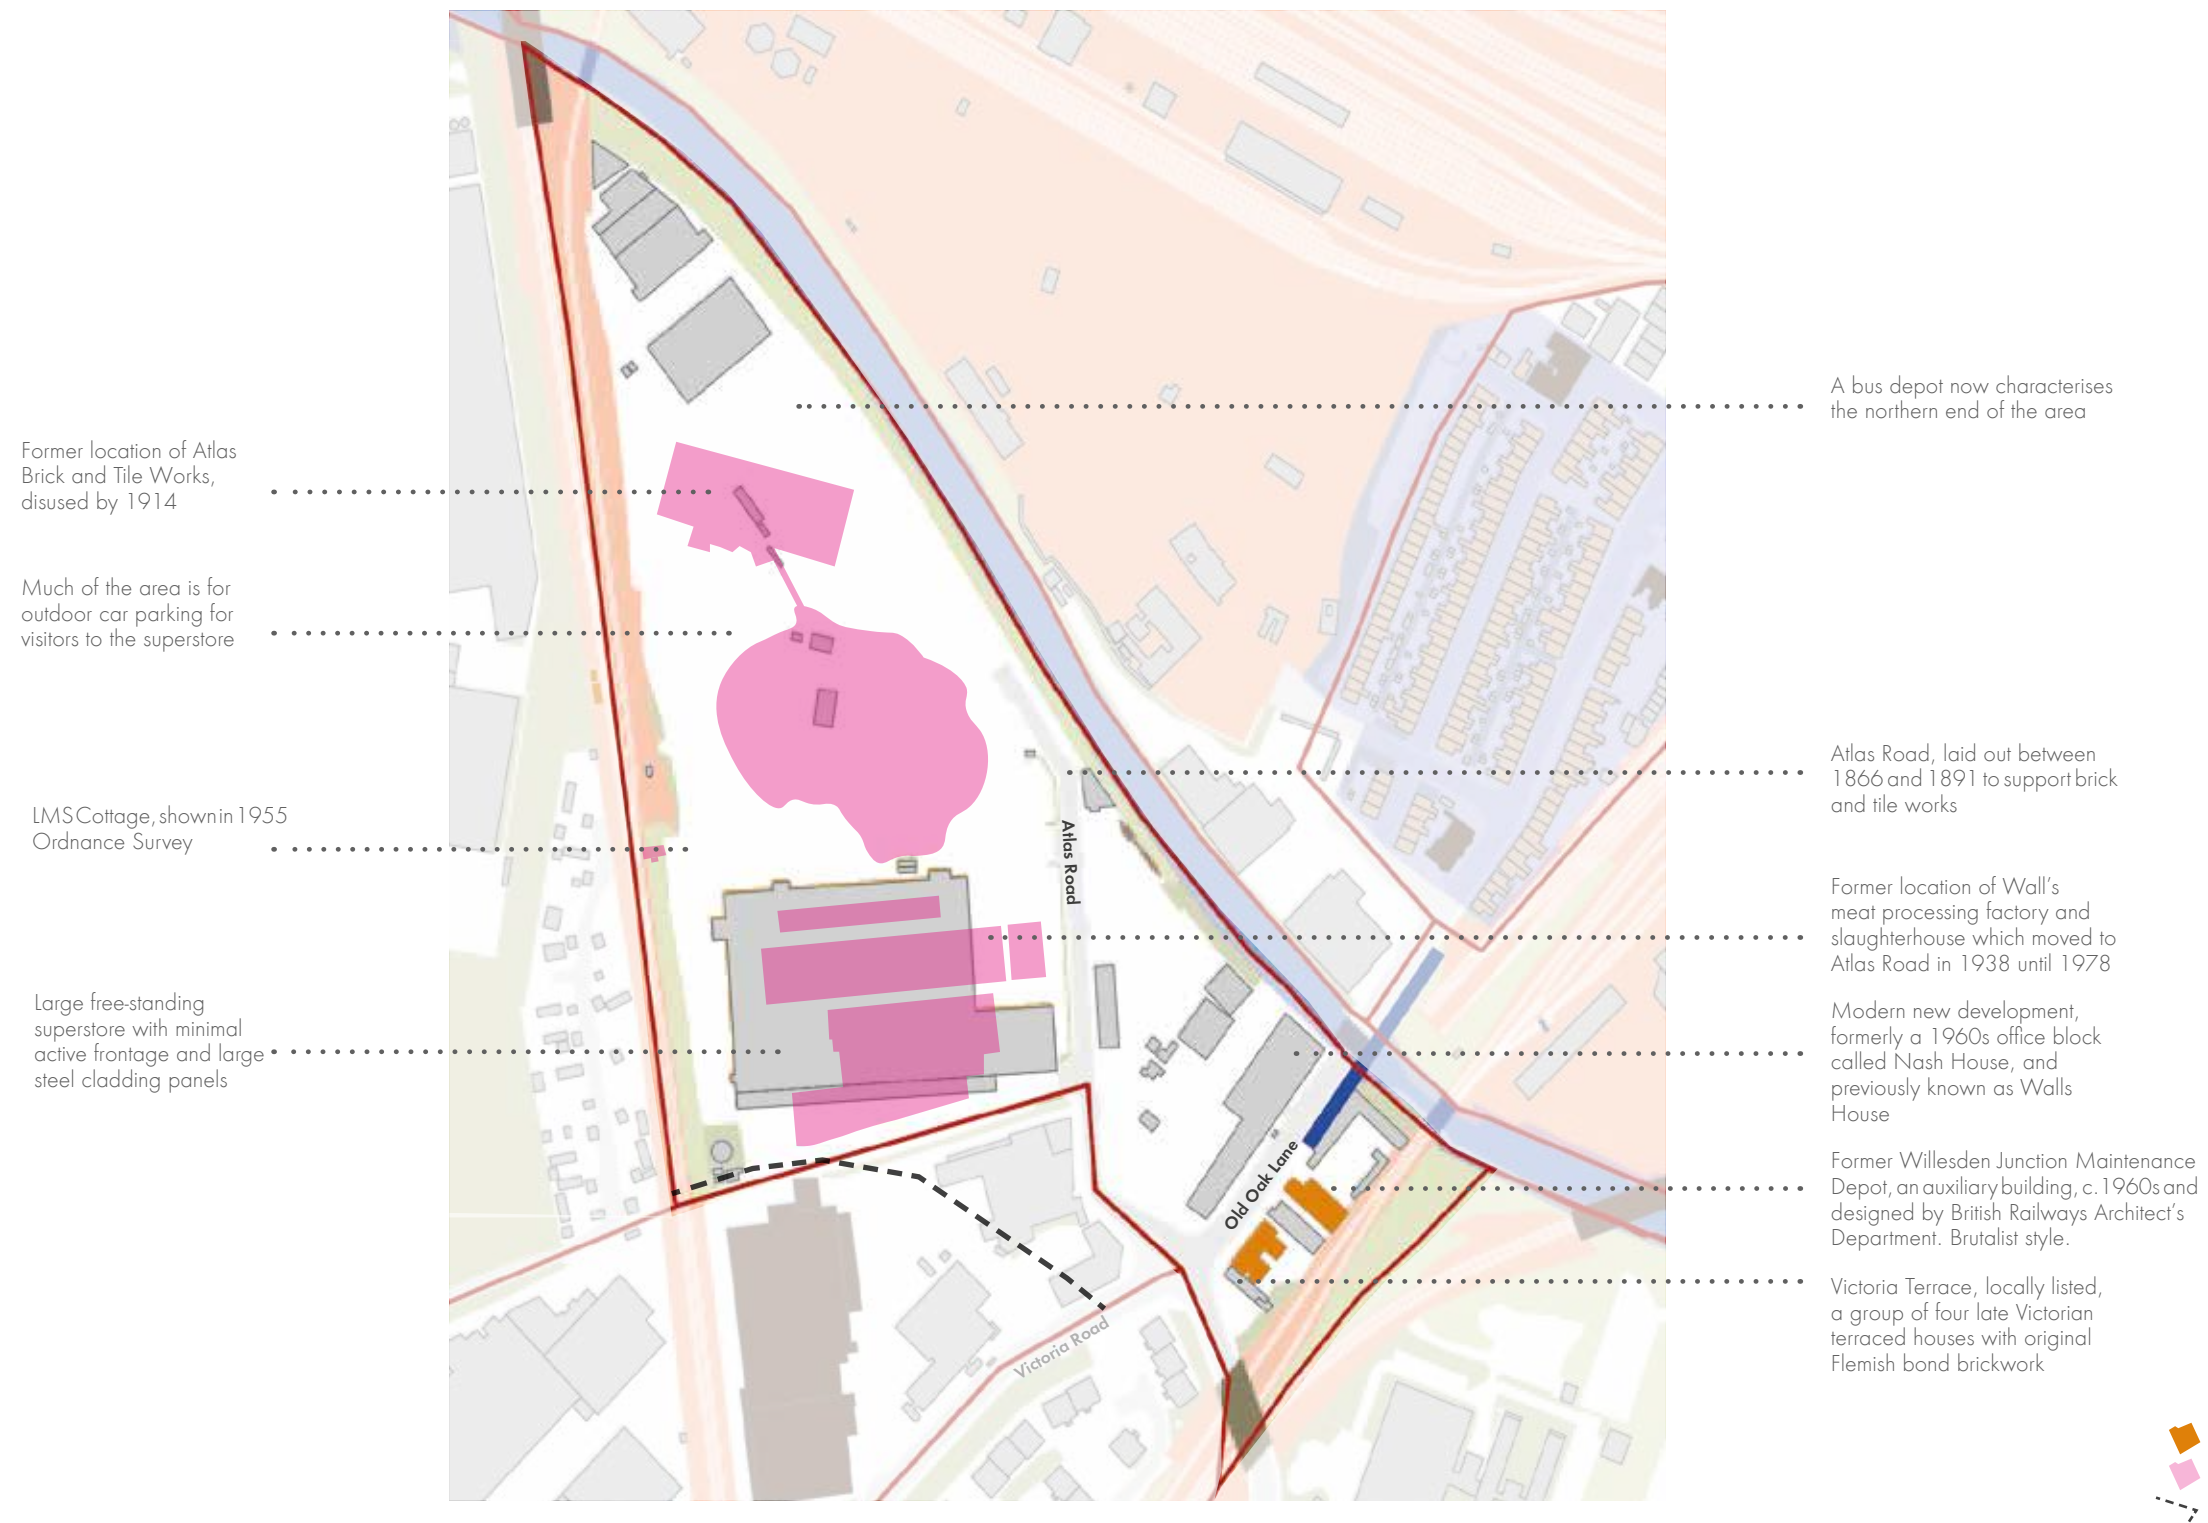 Former location of Atlas
Brick and Tile Works,
disused by 1914
Much of the area is for
outdoor car parking for
visitors to the superstore
LMS Cottage, shown in 1955
Ordnance Survey
Large free-standing
superstore with minimal
active frontage and large
steel cladding panels
Atlas Road
Old Oak Lane
Victoria Road
A bus depot now characterises
the northern end of the area
Atlas Road, laid out between
1866 and 1891 to support brick
and tile works
Former location of Wall's
meat processing factory and
slaughterhouse which moved to
Atlas Road in 1938 until 1978
Modern new development,
formerly a 1960s office block
called Nash House, and
previously known as Walls
House
Former Willesden Junction Maintenance
Depot, an auxiliary building, c.1960s and
designed by British Railways Architect's
Department. Brutalist style.
Victoria Terrace, locally listed,
a group of four late Victorian
terraced houses with original
Flemish bond brickwork